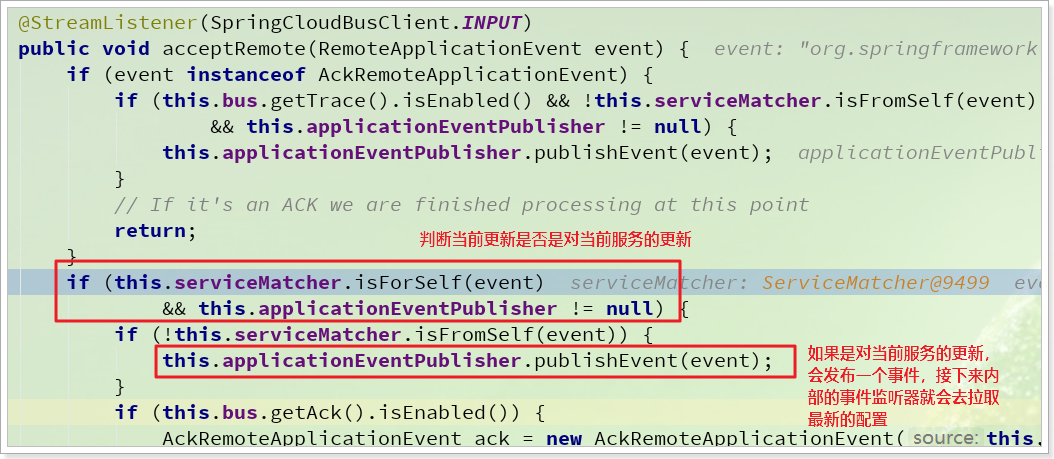 @StreamListener(SpringCloudBusClient.INPUT)
public void acceptRemote(RemoteApplicationEvent event) {  event: "org.springframework
if (event instanceof AckRemoteApplicationEvent) {
if (this.bus.getTrace().isEnabled() && !this.serviceMatcher.isFromSelf(event)
&& this.applicationEventPublisher != null) {
this.applicationEventPublisher.publishEvent(event);  applicationEventPubl
}
// If it's an ACK we are finished processing at this point
return;
判断当前更新是否是对当前服务的更新
}
if (this.serviceMatcher.isForSelf(event)  serviceMatcher: ServiceMatcher@9499  eve
&& this.applicationEventPublisher != null) {
if (!this.serviceMatcher.isFromSelf(event)) {
this.applicationEventPublisher.publishEvent(event);
}
如果是对当前服务的更新，
会发布一个事件，接下来内
部的事件监听器就会去拉取
最新的配置
if (this.bus.getAck().isEnabled()) {
AckRemoteApplicationEvent ack = new AckRemoteApplicationEvent( source: this.